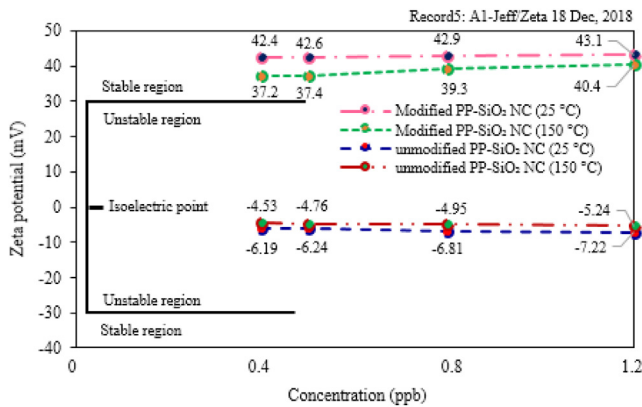 Record5: A1-Jeff/Zeta 18 Dec, 2018
50
40
30
20
10
0
-10
-20
-30
-40
Zeta potential (mV)
42.4 42.6 42.9 43.1
37.2 37.4 39.3 40.4
Stable region
Unstable region
Modified PP-SiO₂ NC (25 °C)
Modified PP-SiO₂ NC (150 °C)
unmodified PP-SiO₂ NC (25 °C)
unmodified PP-SiO₂ NC (150 °C)
Isoelectric point
-4.53 -4.76 -4.95 -5.24
-6.19 -6.24 -6.81 -7.22
Unstable region
Stable region
0 0.4 0.8 1.2
Concentration (ppb)